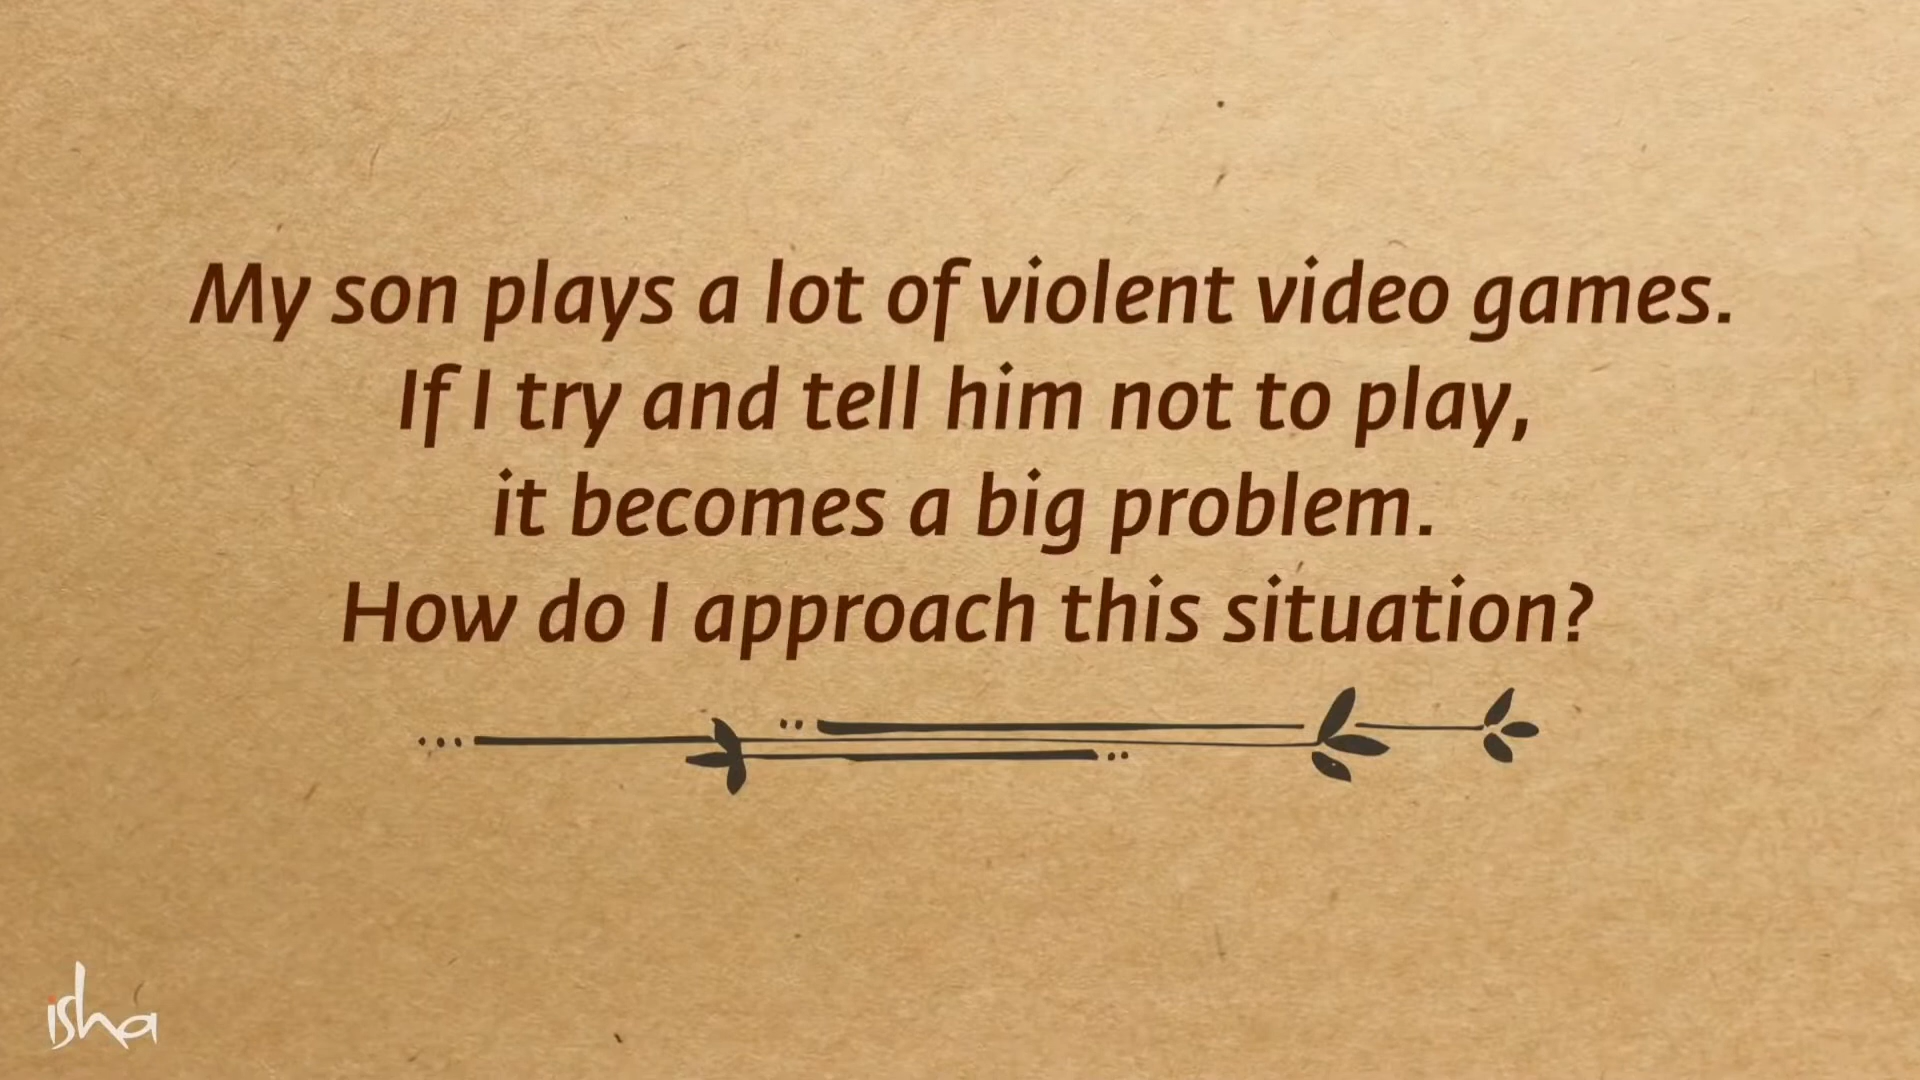 My son plays a lot of violent video games.
If I try and tell him not to play,
it becomes a big problem.
How do I approach this situation?
isha